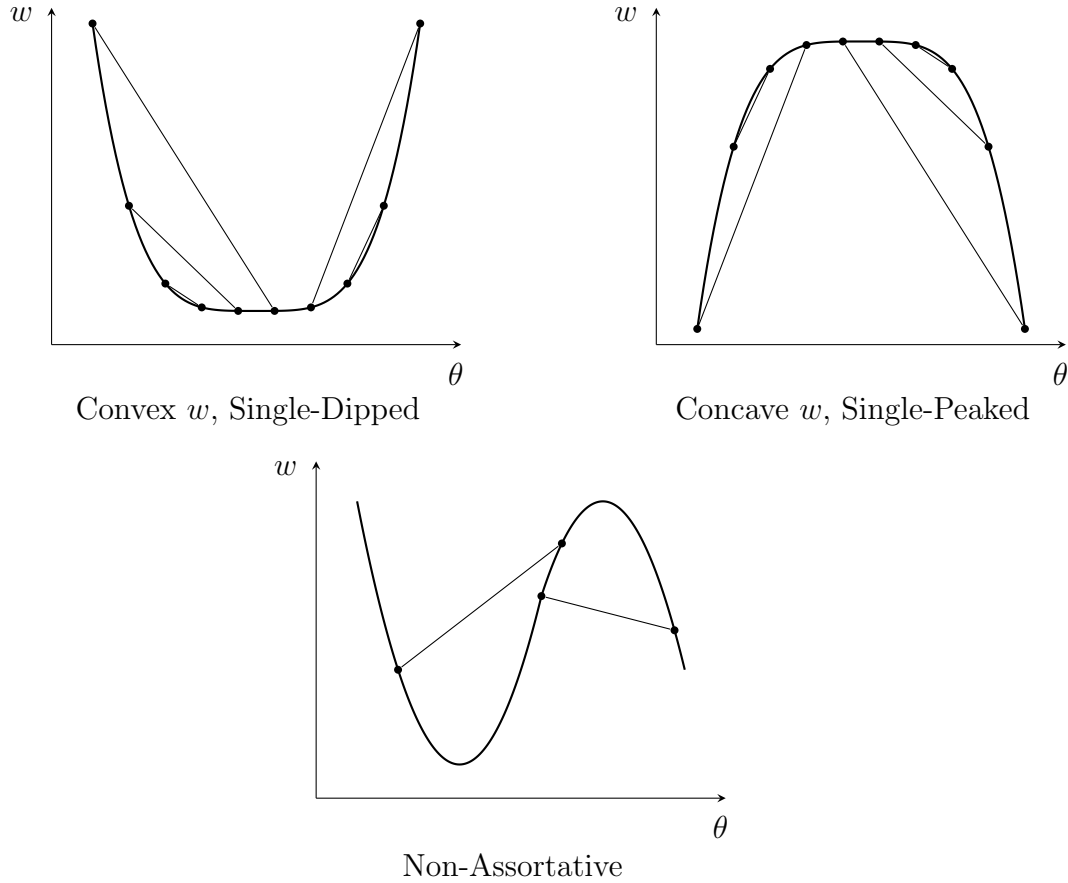 w
θ
Convex w, Single-Dipped
w
θ
Concave w, Single-Peaked
w
θ
Non-Assortative